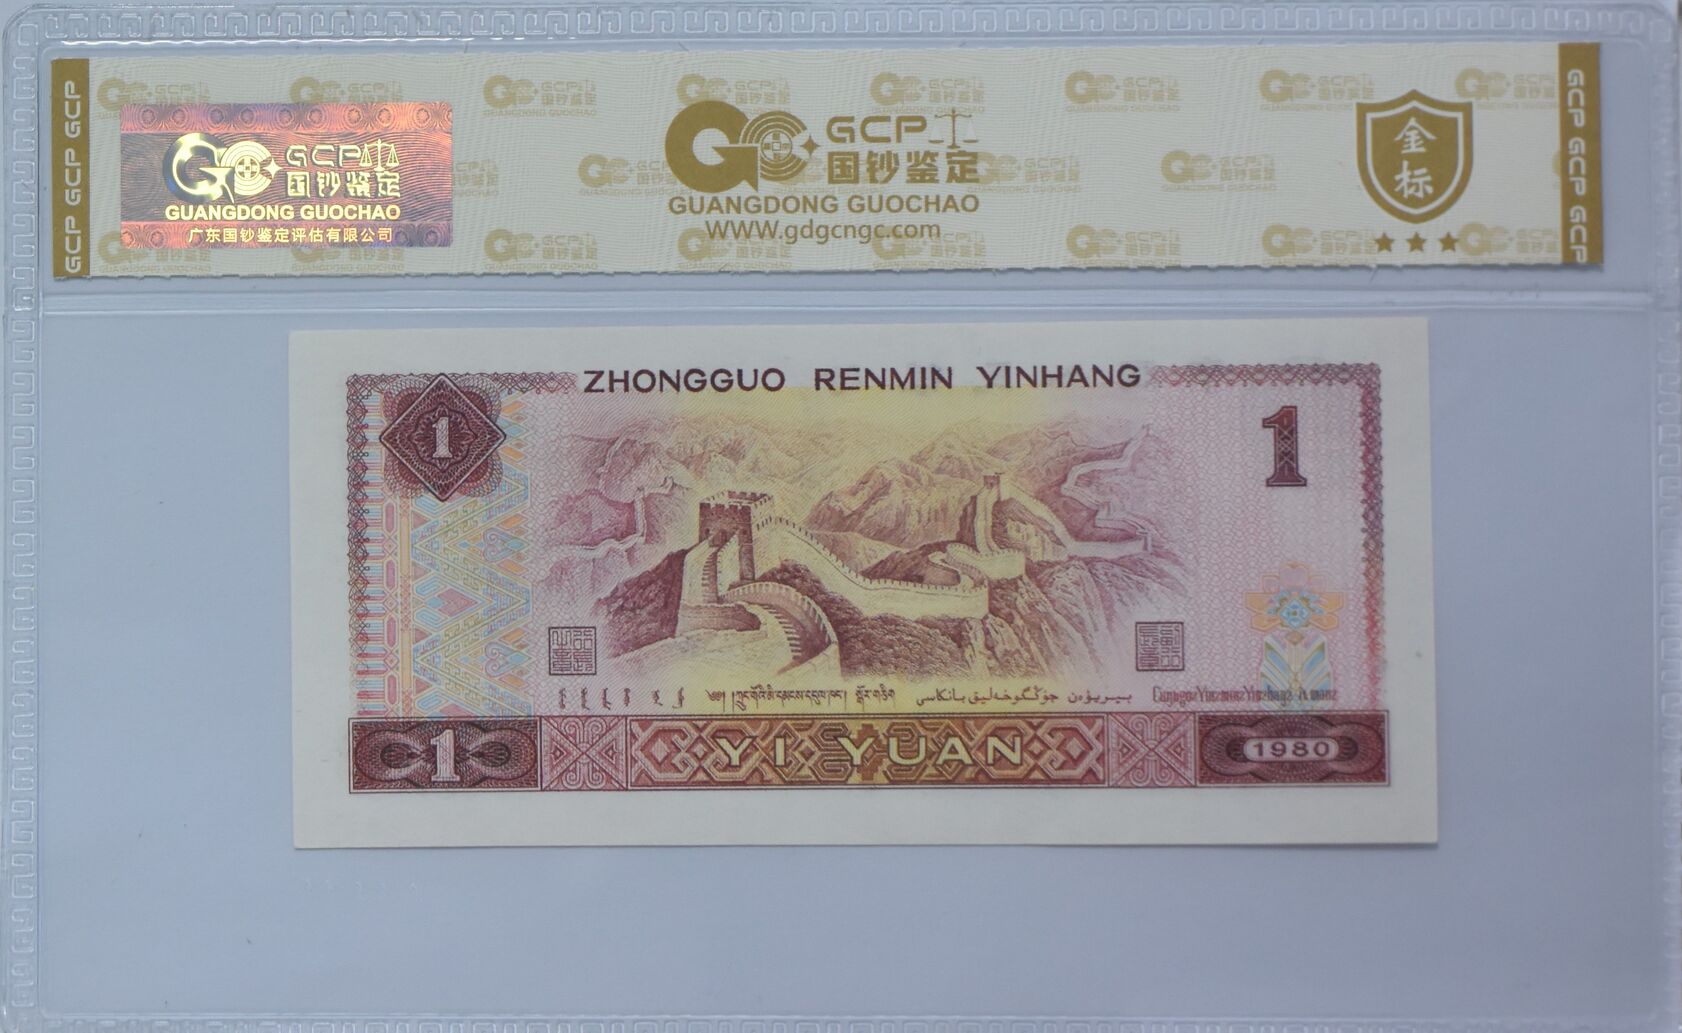 GCP
国钞鉴定
GUANGDONG GUOCHAO
广东国钞鉴定评估有限公司
GCP
国钞鉴定
GUANGDONG GUOCHAO
WWW.gdgcngc.com
金
标
GCP GCP GCP
GCP GCP GCP
ZHONGGUO RENMIN YINHANG
1
1
1
YI YUAN
1980